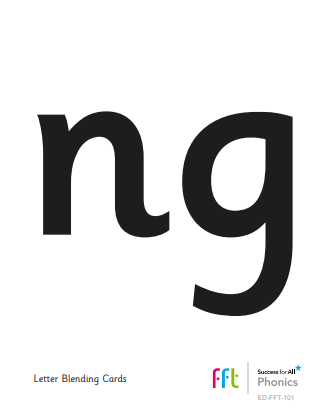 ng
Letter Blending Cards
fft
Success for All
Phonics
ED-FFT-101